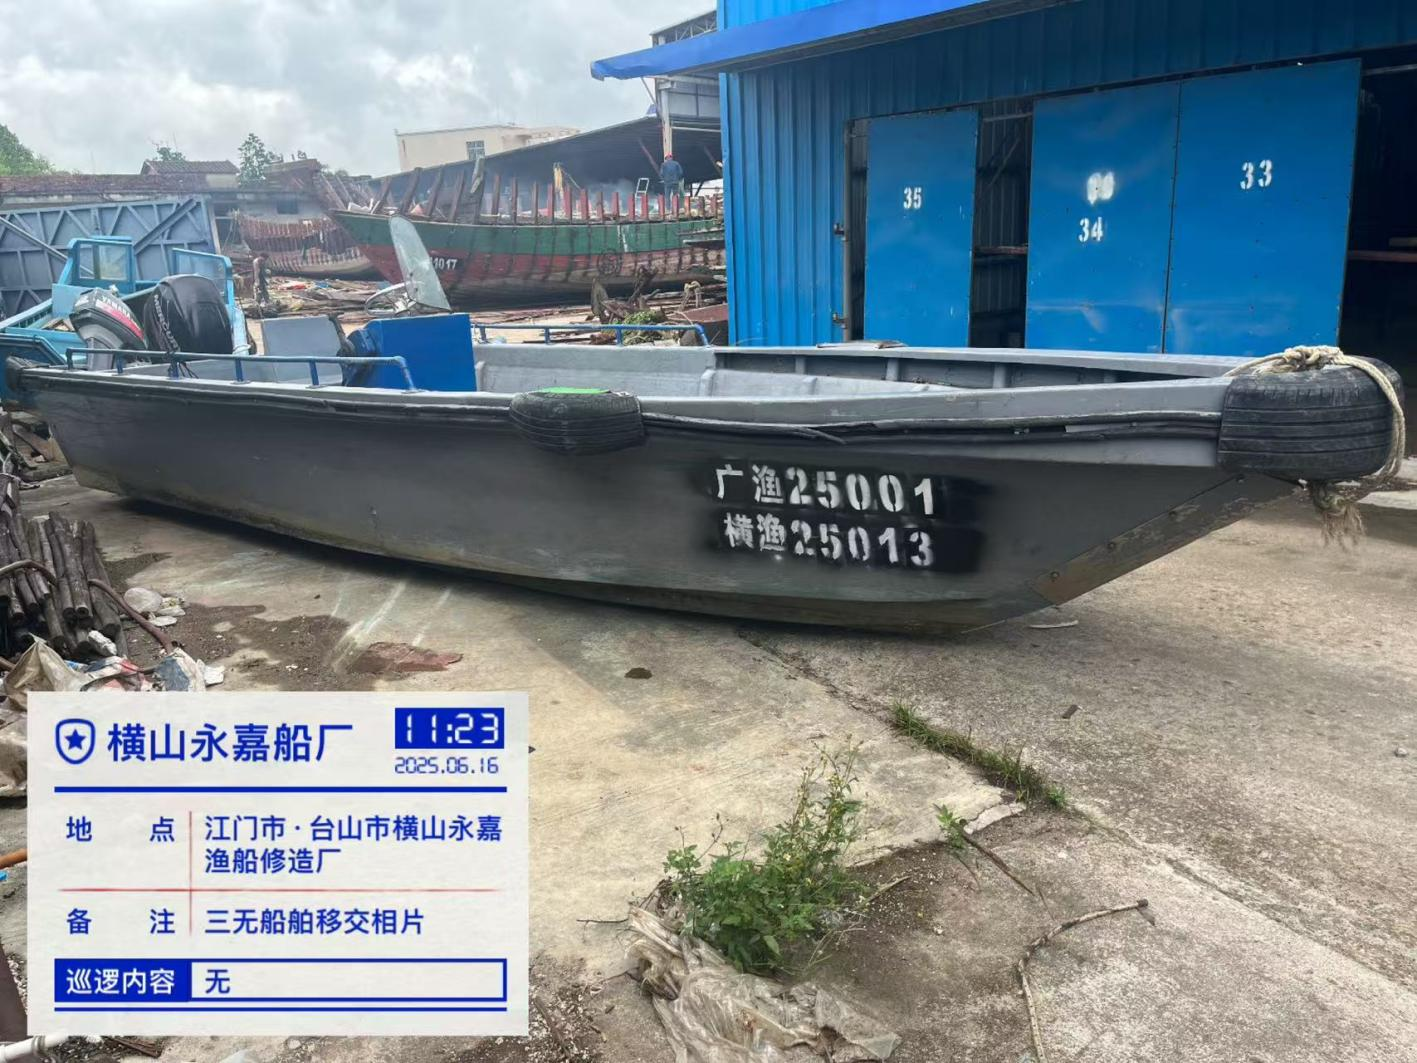 35
34
33
1017
YAMAHA
MERCURY
广渔25001
横渔25013
横山永嘉船厂
11:23
2025.06.16
地 点 江门市·台山市横山永嘉
渔船修造厂
备 注 三无船舶移交相片
巡逻内容 无